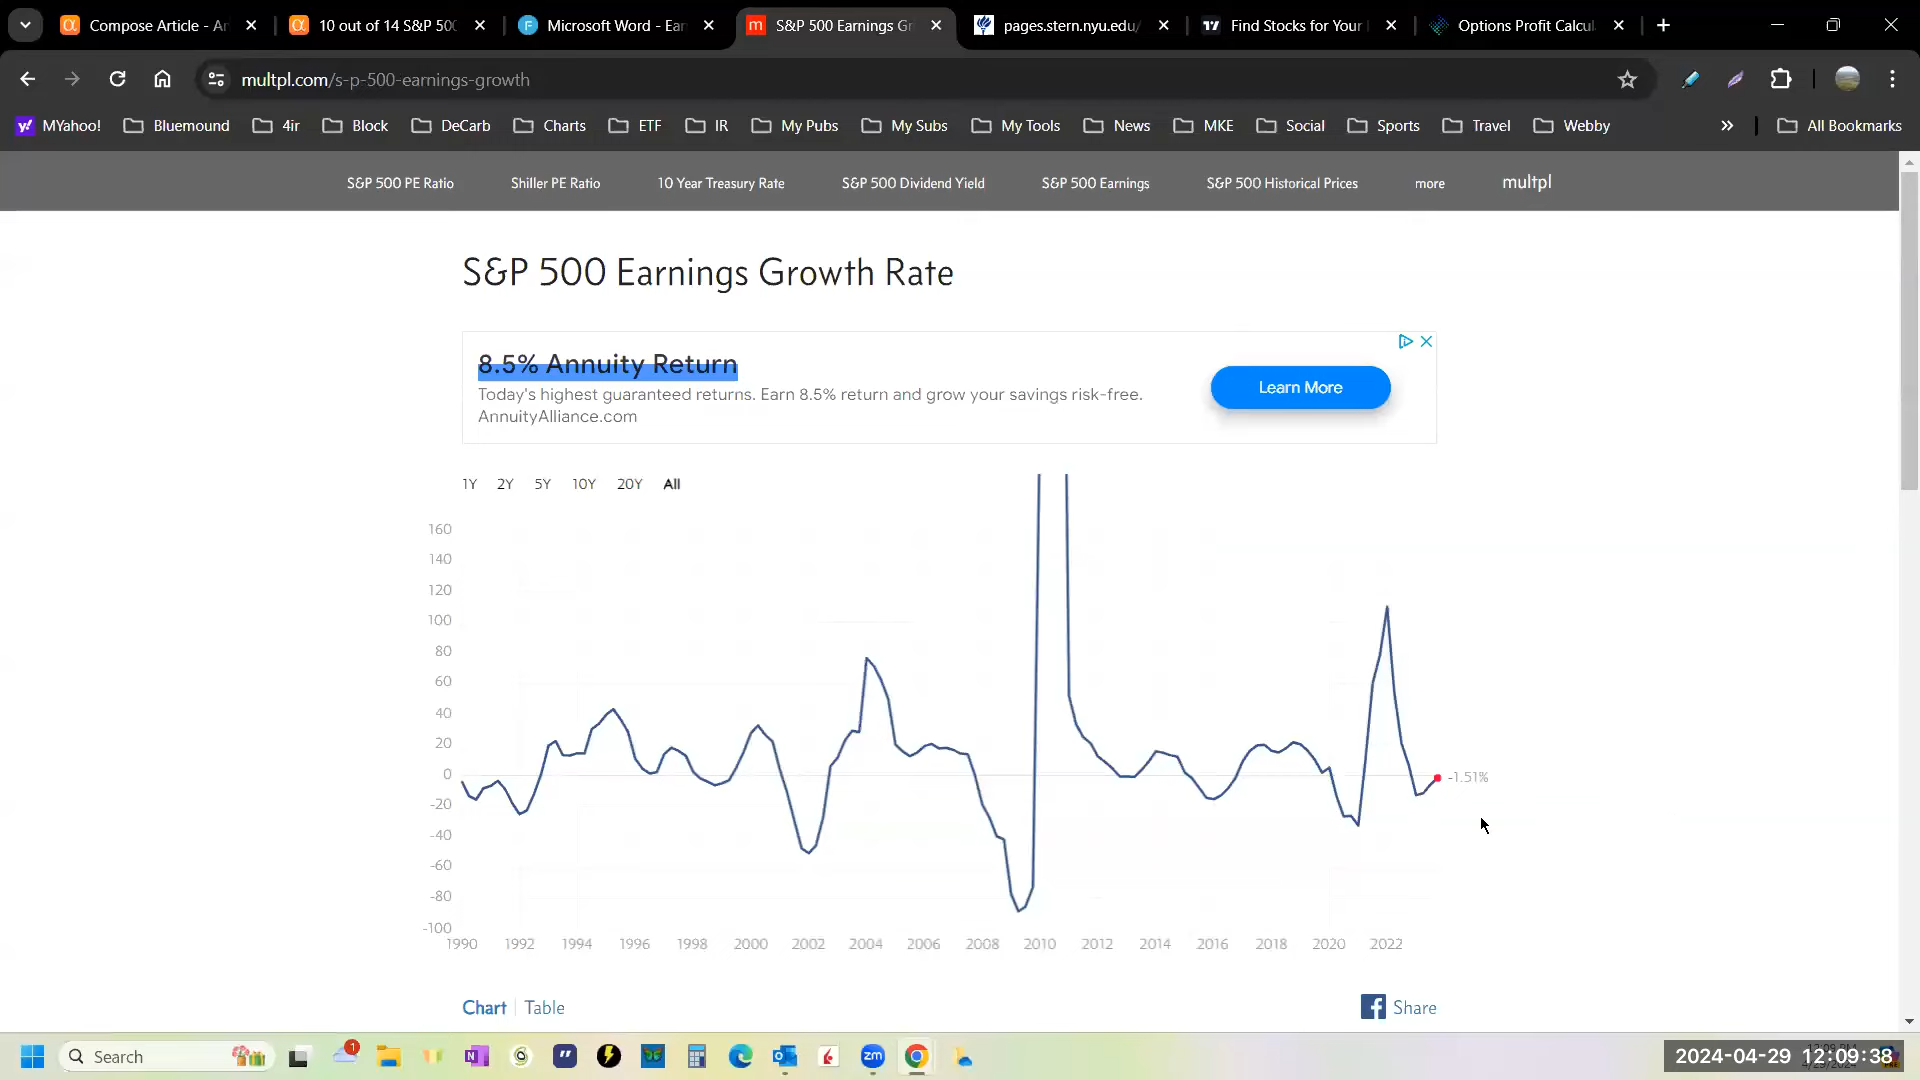 Compose Article - A
10 out of 14 S&P 50
Microsoft Word - Ear
S&P 500 Earnings Gr
pages.stern.nyu.edu/
Find Stocks for Your
Options Profit Calcul
multpl.com/s-p-500-earnings-growth
MYahoo!
Bluemound
4ir
Block
DeCarb
Charts
ETF
IR
My Pubs
My Subs
My Tools
News
MKE
Social
Sports
Travel
Webby
All Bookmarks
S&P 500 PE Ratio
Shiller PE Ratio
10 Year Treasury Rate
S&P 500 Dividend Yield
S&P 500 Earnings
S&P 500 Historical Prices
more
multpl
S&P 500 Earnings Growth Rate
8.5% Annuity Return
Today's highest guaranteed returns. Earn 8.5% return and grow your savings risk-free.
AnnuityAlliance.com
Learn More
1Y 2Y 5Y 10Y 20Y All
160
140
120
100
80
60
40
20
0
-20
-40
-60
-80
-100
-1.51%
1990 1992 1994 1996 1998 2000 2002 2004 2006 2008 2010 2012 2014 2016 2018 2020 2022
Chart | Table
Share
Search
1
zm
2024-04-29 12:09:38